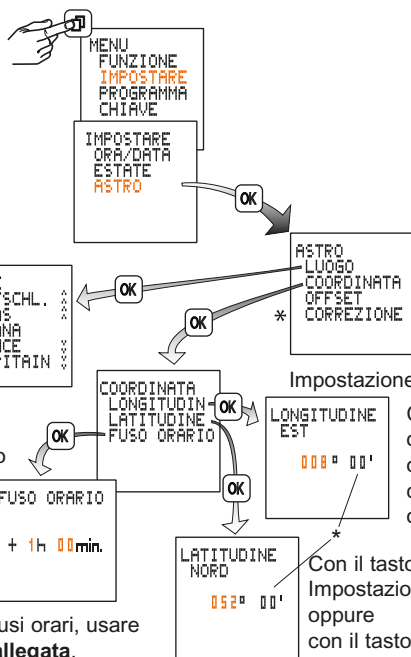 MENU
FUNZIONE
IMPOSTARE
PROGRAMMA
CHIAVE
IMPOSTARE
ORA/DATA
ESTATE
ASTRO
OK
ASTRO
LUOGO
COORDINATA
OFFSET
* CORREZIONE
OK
OK
COORDINATA
LONGITUDIN
LATITUDINE
FUSO ORARIO
OK
OK
OK
Impostazione
LONGITUDINE
EST
008° 00'
*
FUSO ORARIO
+ 1h 00min.
LATITUDINE
NORD
052° 00'
Con il tasto
Impostazio
oppure
con il tasto
usi orari, usare
allegata.